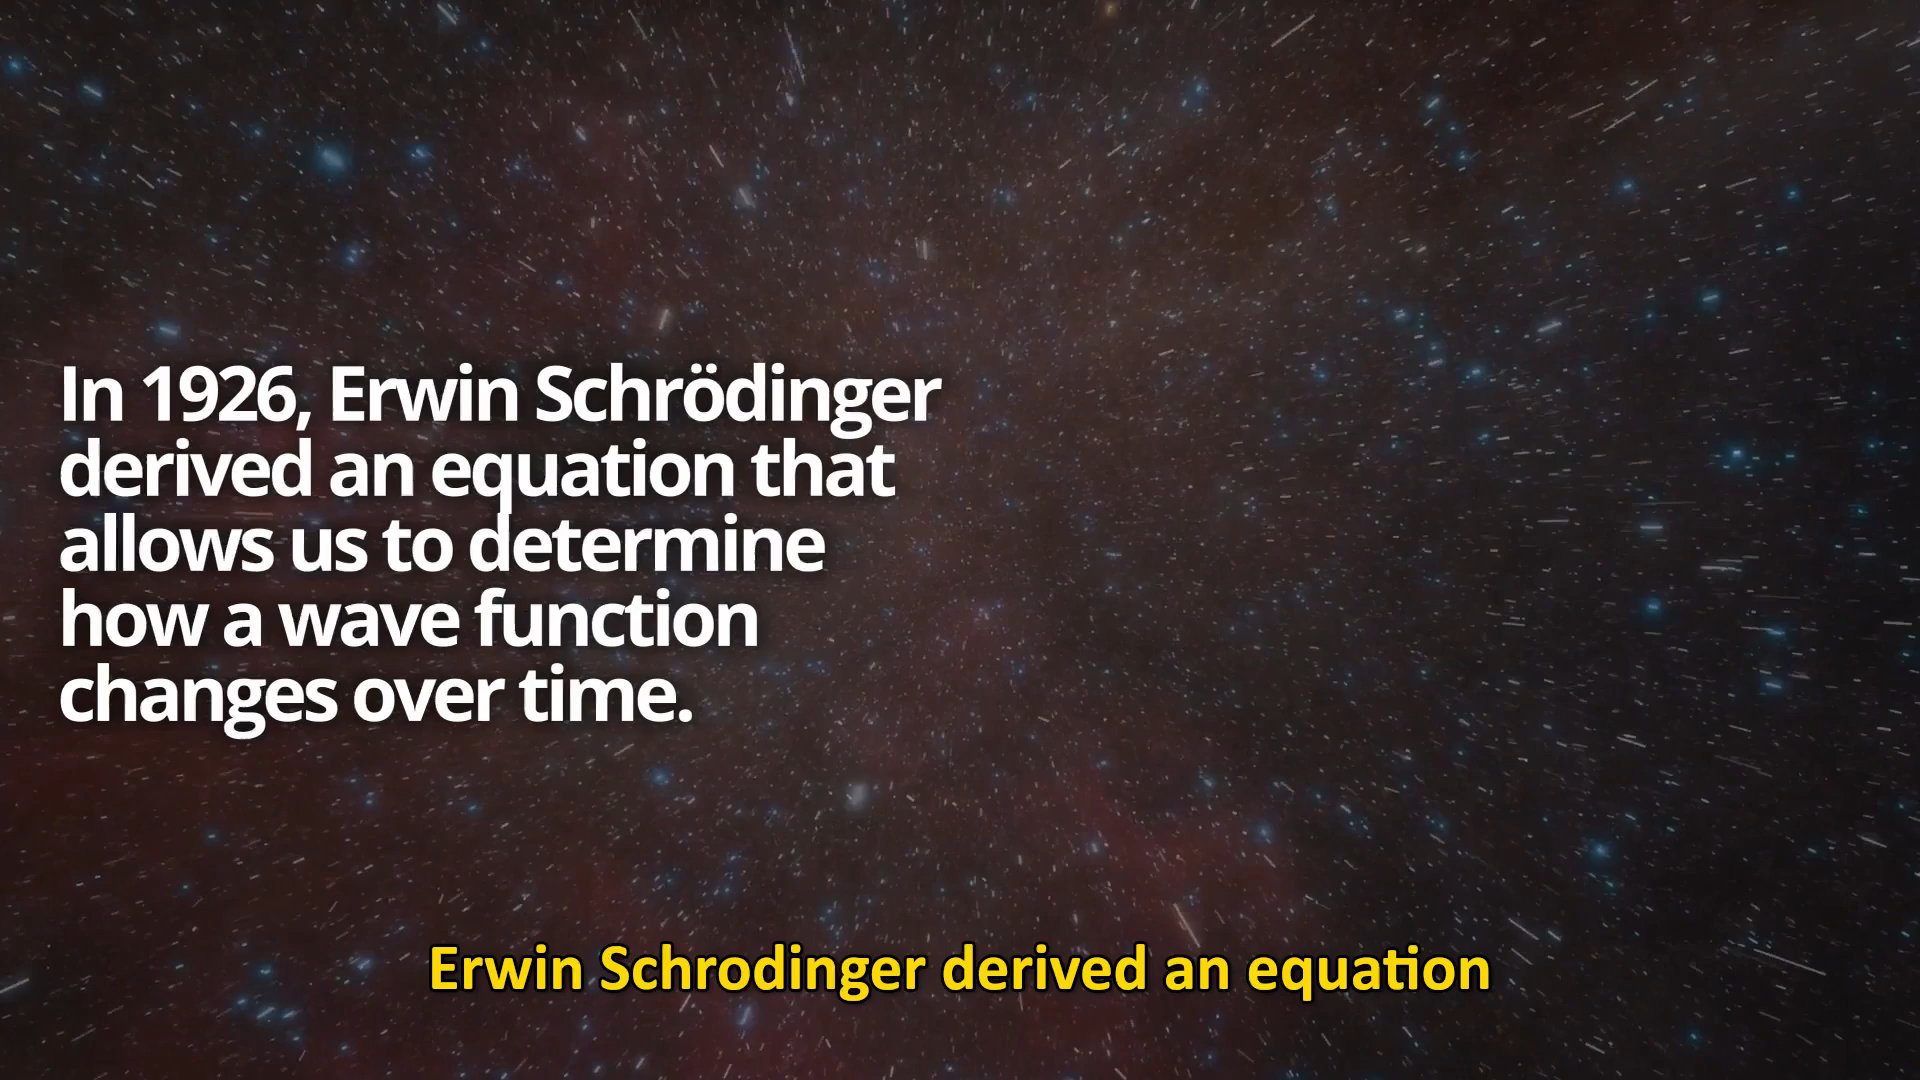 In 1926, Erwin Schrödinger
derived an equation that
allows us to determine
how a wave function
changes over time.
Erwin Schrodinger derived an equation